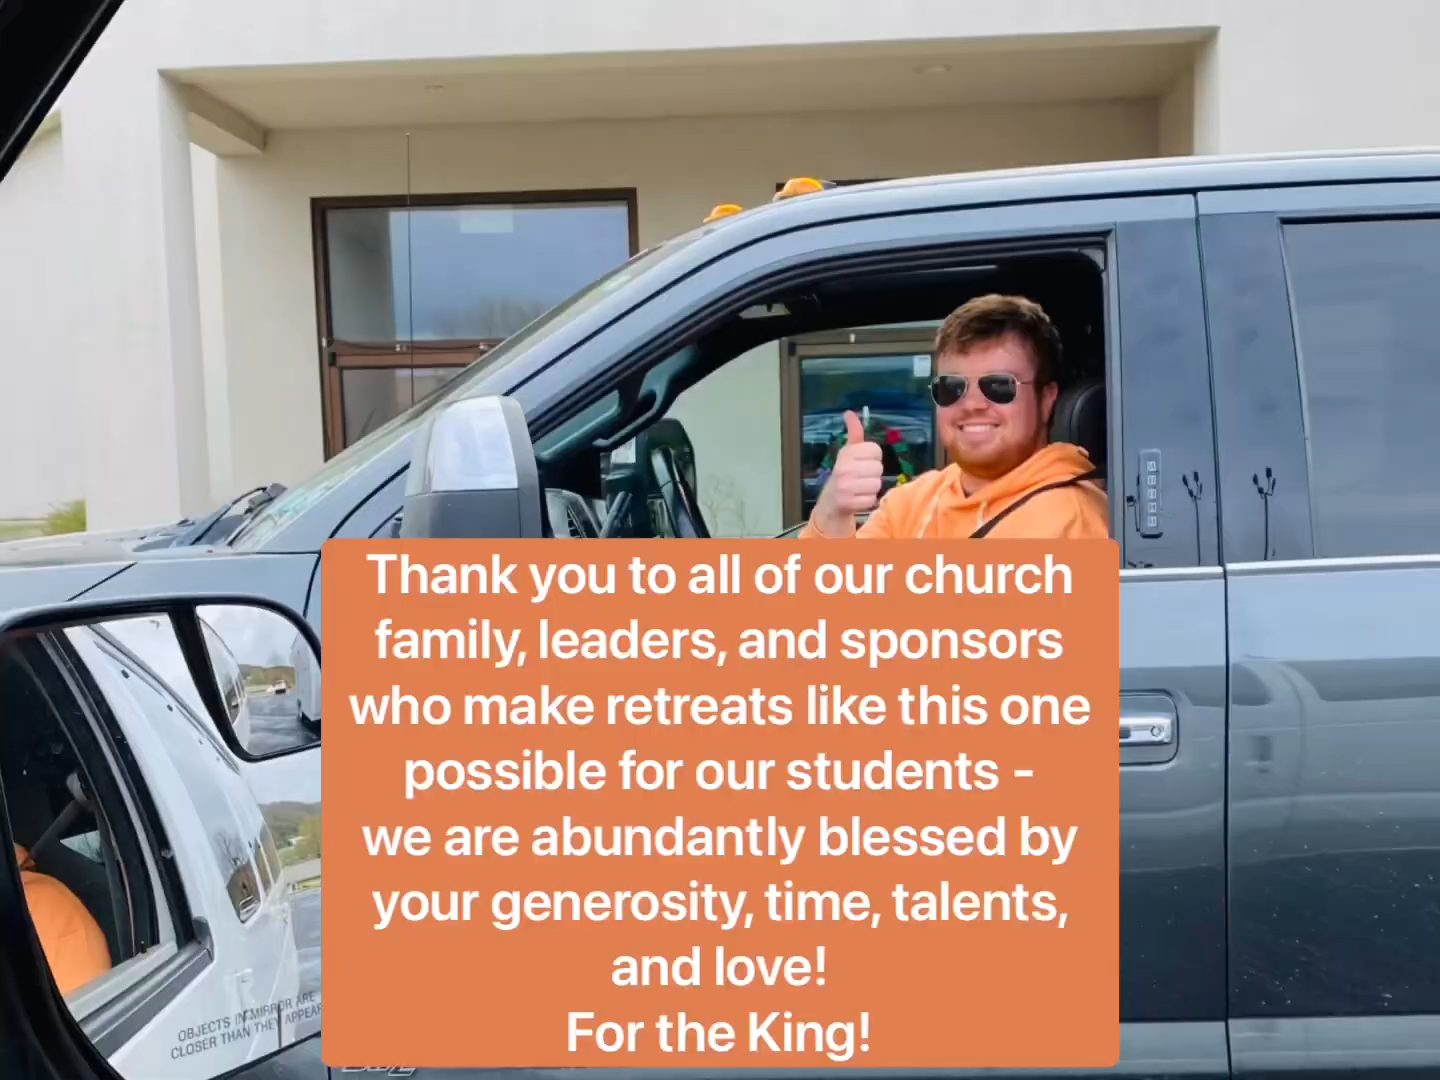 Thank you to all of our church
family, leaders, and sponsors
who make retreats like this one
possible for our students -
we are abundantly blessed by
your generosity, time, talents,
and love!
For the King!
OBJECTS IN MIRROR ARE
CLOSER THAN THEY APPEAR